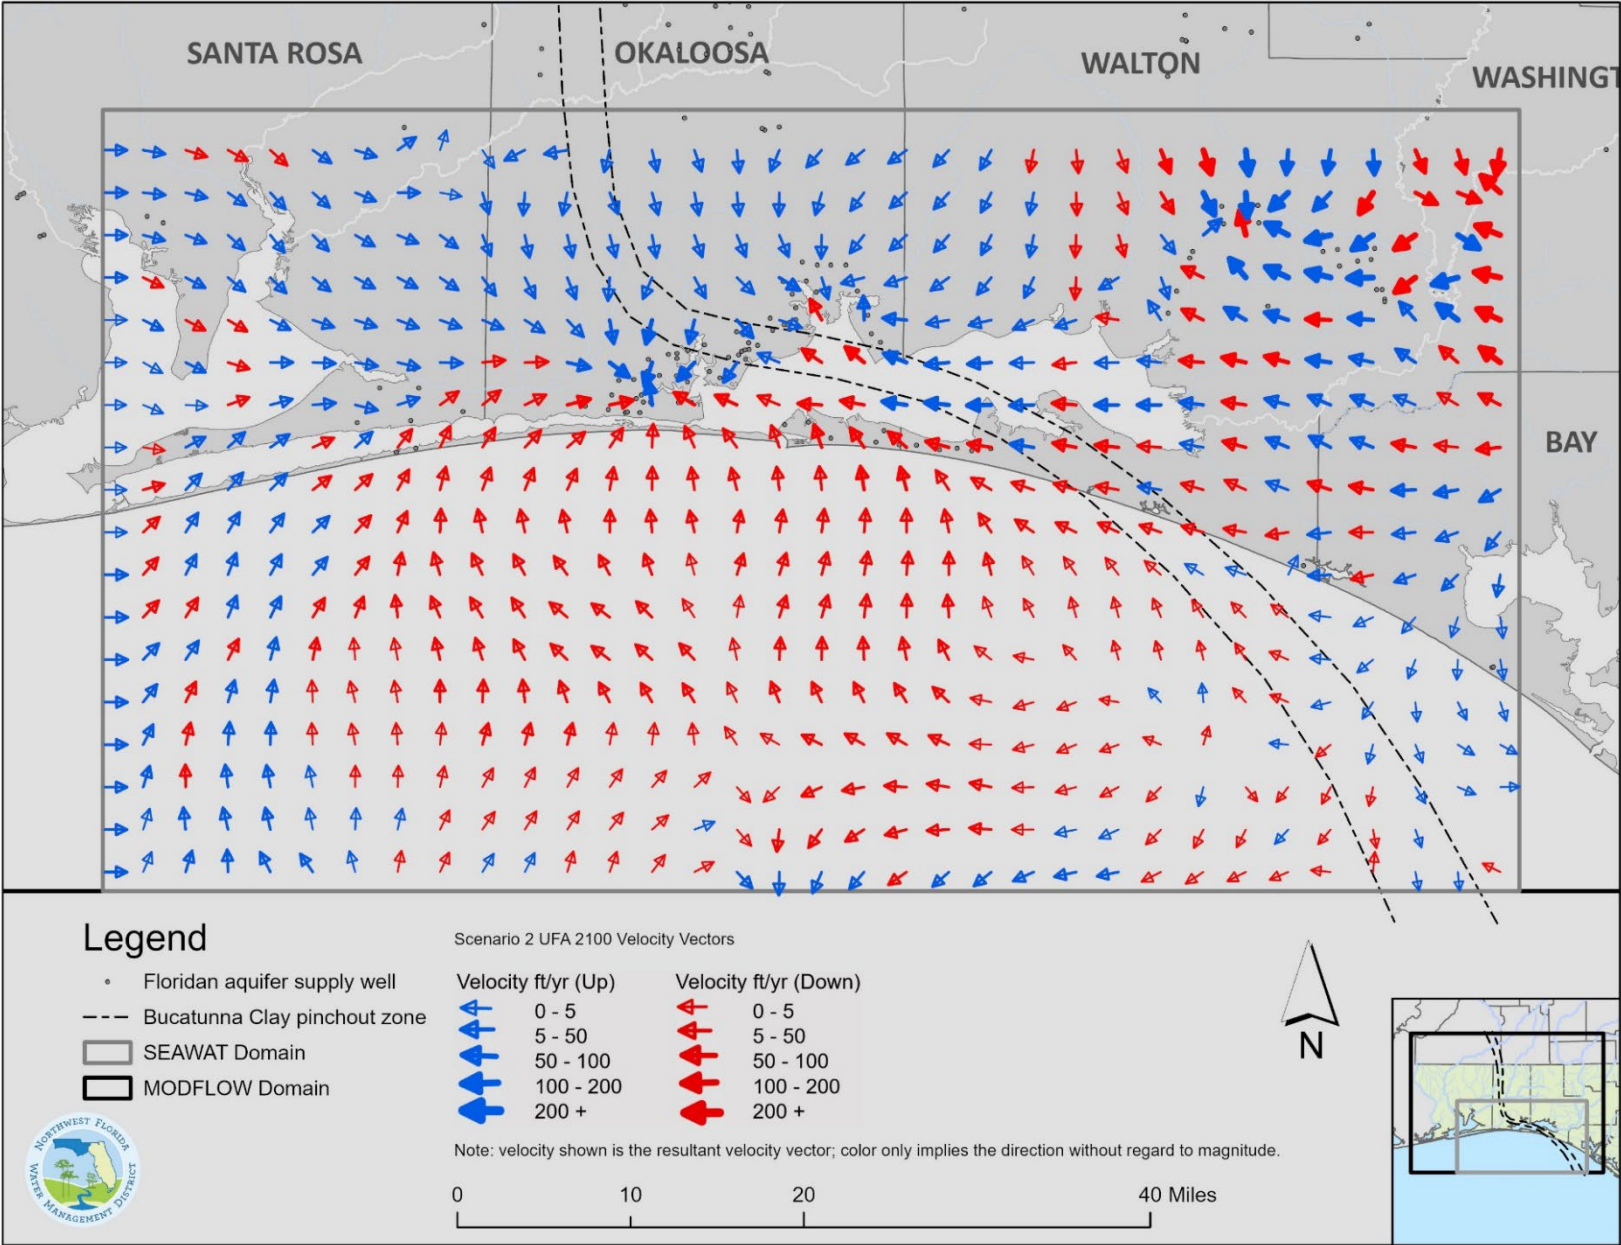 SANTA ROSA
OKALOOSA
WALTON
WASHINGT
BAY
Legend
Floridan aquifer supply well
Bucatunna Clay pinchout zone
SEAWAT Domain
MODFLOW Domain
Scenario 2 UFA 2100 Velocity Vectors
Velocity ft/yr (Up)
0 - 5
5 - 50
50 - 100
100 - 200
200 +
Velocity ft/yr (Down)
0 - 5
5 - 50
50 - 100
100 - 200
200 +
Note: velocity shown is the resultant velocity vector; color only implies the direction without regard to magnitude.
N
0 10 20 40 Miles
NORTHWEST FLORIDA
WATER MANAGEMENT DISTRICT